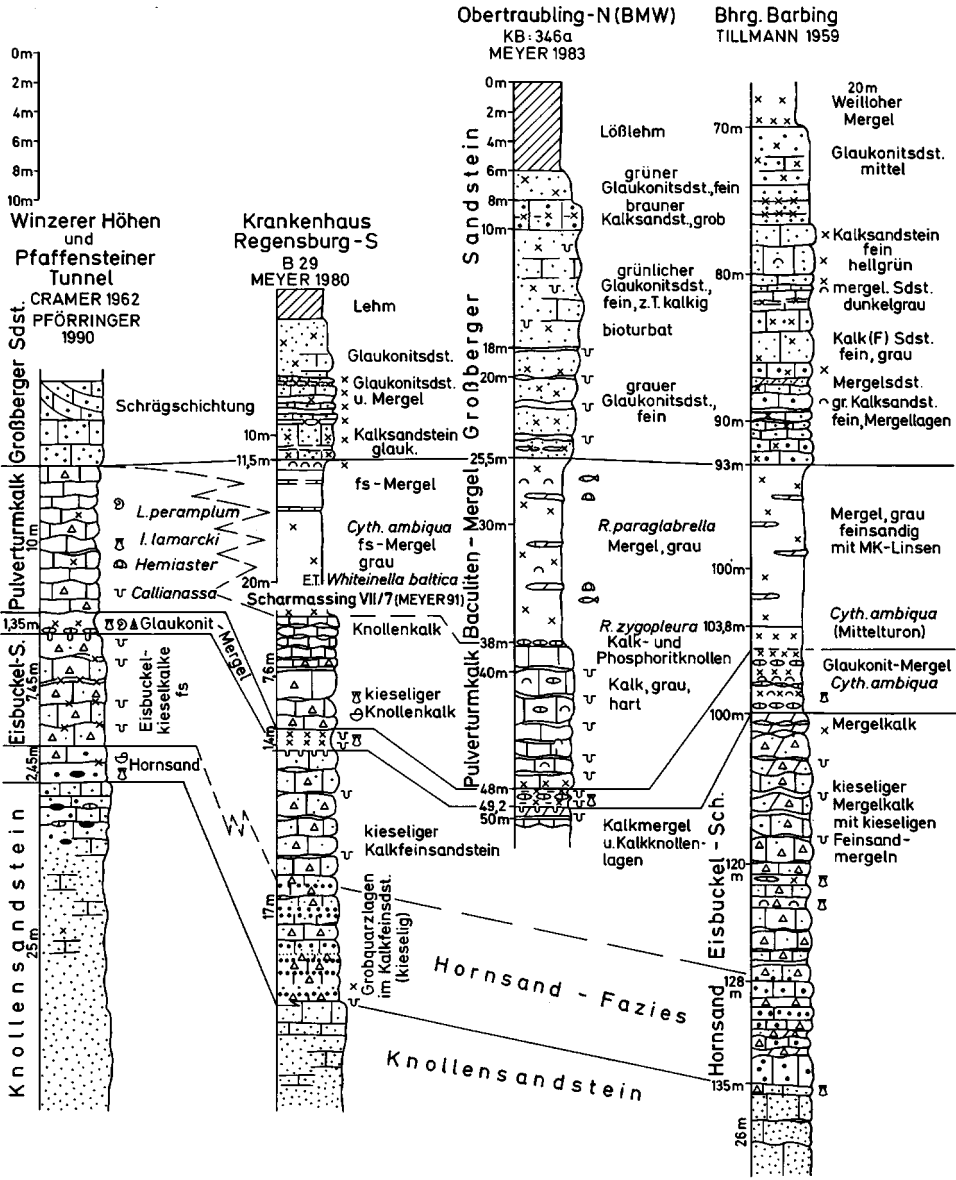 0m
2m
4m
6m
8m
10m
Winzerer Höhen
und
Pfaffensteiner
Tunnel
CRAMER 1962
PFÖRRINGER
1990
Großberger Sdst.
Pulverturmkalk
Eisbuckel-S.
Knollensandstein
10m
1,35m
7,45m
2,45m
25m
Schrägschichtung
L. peramplum
I. lamarcki
Hemiaster
Callianassa
Glaukonit
-Mergel
Eisbuckel-
kieselkalke
fs
Hornsand
Krankenhaus
Regensburg-S
B 29
MEYER 1980
10m
11,5m
20m
7,6m
14m
17m
Lehm
Glaukonitsdst.
Glaukonitsdst.
u. Mergel
Kalksandstein
glauk.
fs-Mergel
Cyth. ambiqua
fs-Mergel
grau
E.T. Whiteinella baltica
Scharmassing VII/7 (MEYER 91)
Knollenkalk
kieseliger
Knollenkalk
kieseliger
Kalkfeinsandstein
Grobquarzlagen
im Kalkfeinsdst.
(kieselig)
Obertraubling-N (BMW)
KB: 346a
MEYER 1983
Großberger Sandstein
Baculiten-Mergel
Pulverturmkalk
0m
2m
4m
6m
8m
10m
18m
20m
25,5m
30m
38m
40m
48m
49,2
50m
Lößlehm
grüner
Glaukonitsdst., fein
brauner
Kalksandst., grob
grünlicher
Glaukonitsdst.,
fein, z.T. kalkig
bioturbat
grauer
Glaukonitsdst.,
fein
R. paraglabrella
Mergel, grau
R. zygopleura
Kalk- und
Phosphoritknollen
Kalk, grau,
hart
Kalkmergel
u. Kalkknollen-
lagen
Bhrg. Barbing
TILLMANN 1959
20m
70m
80m
90m
93m
100m
103,8m
100m
120
m
128
m
135m
26m
Eisbuckel-Sch.
Hornsand
Weilloher
Mergel
Glaukonitsdst.
mittel
Kalksandstein
fein
hellgrün
mergel. Sdst.
dunkelgrau
Kalk (F) Sdst.
fein, grau
Mergelsdst.
gr. Kalksandst.
fein, Mergellagen
Mergel, grau
feinsandig
mit MK-Linsen
Cyth. ambiqua
(Mittelturon)
Glaukonit-Mergel
Cyth. ambiqua
Mergelkalk
kieseliger
Mergelkalk
mit kieseligen
Feinsand-
mergeln
Hornsand - Fazies
Knollensandstein